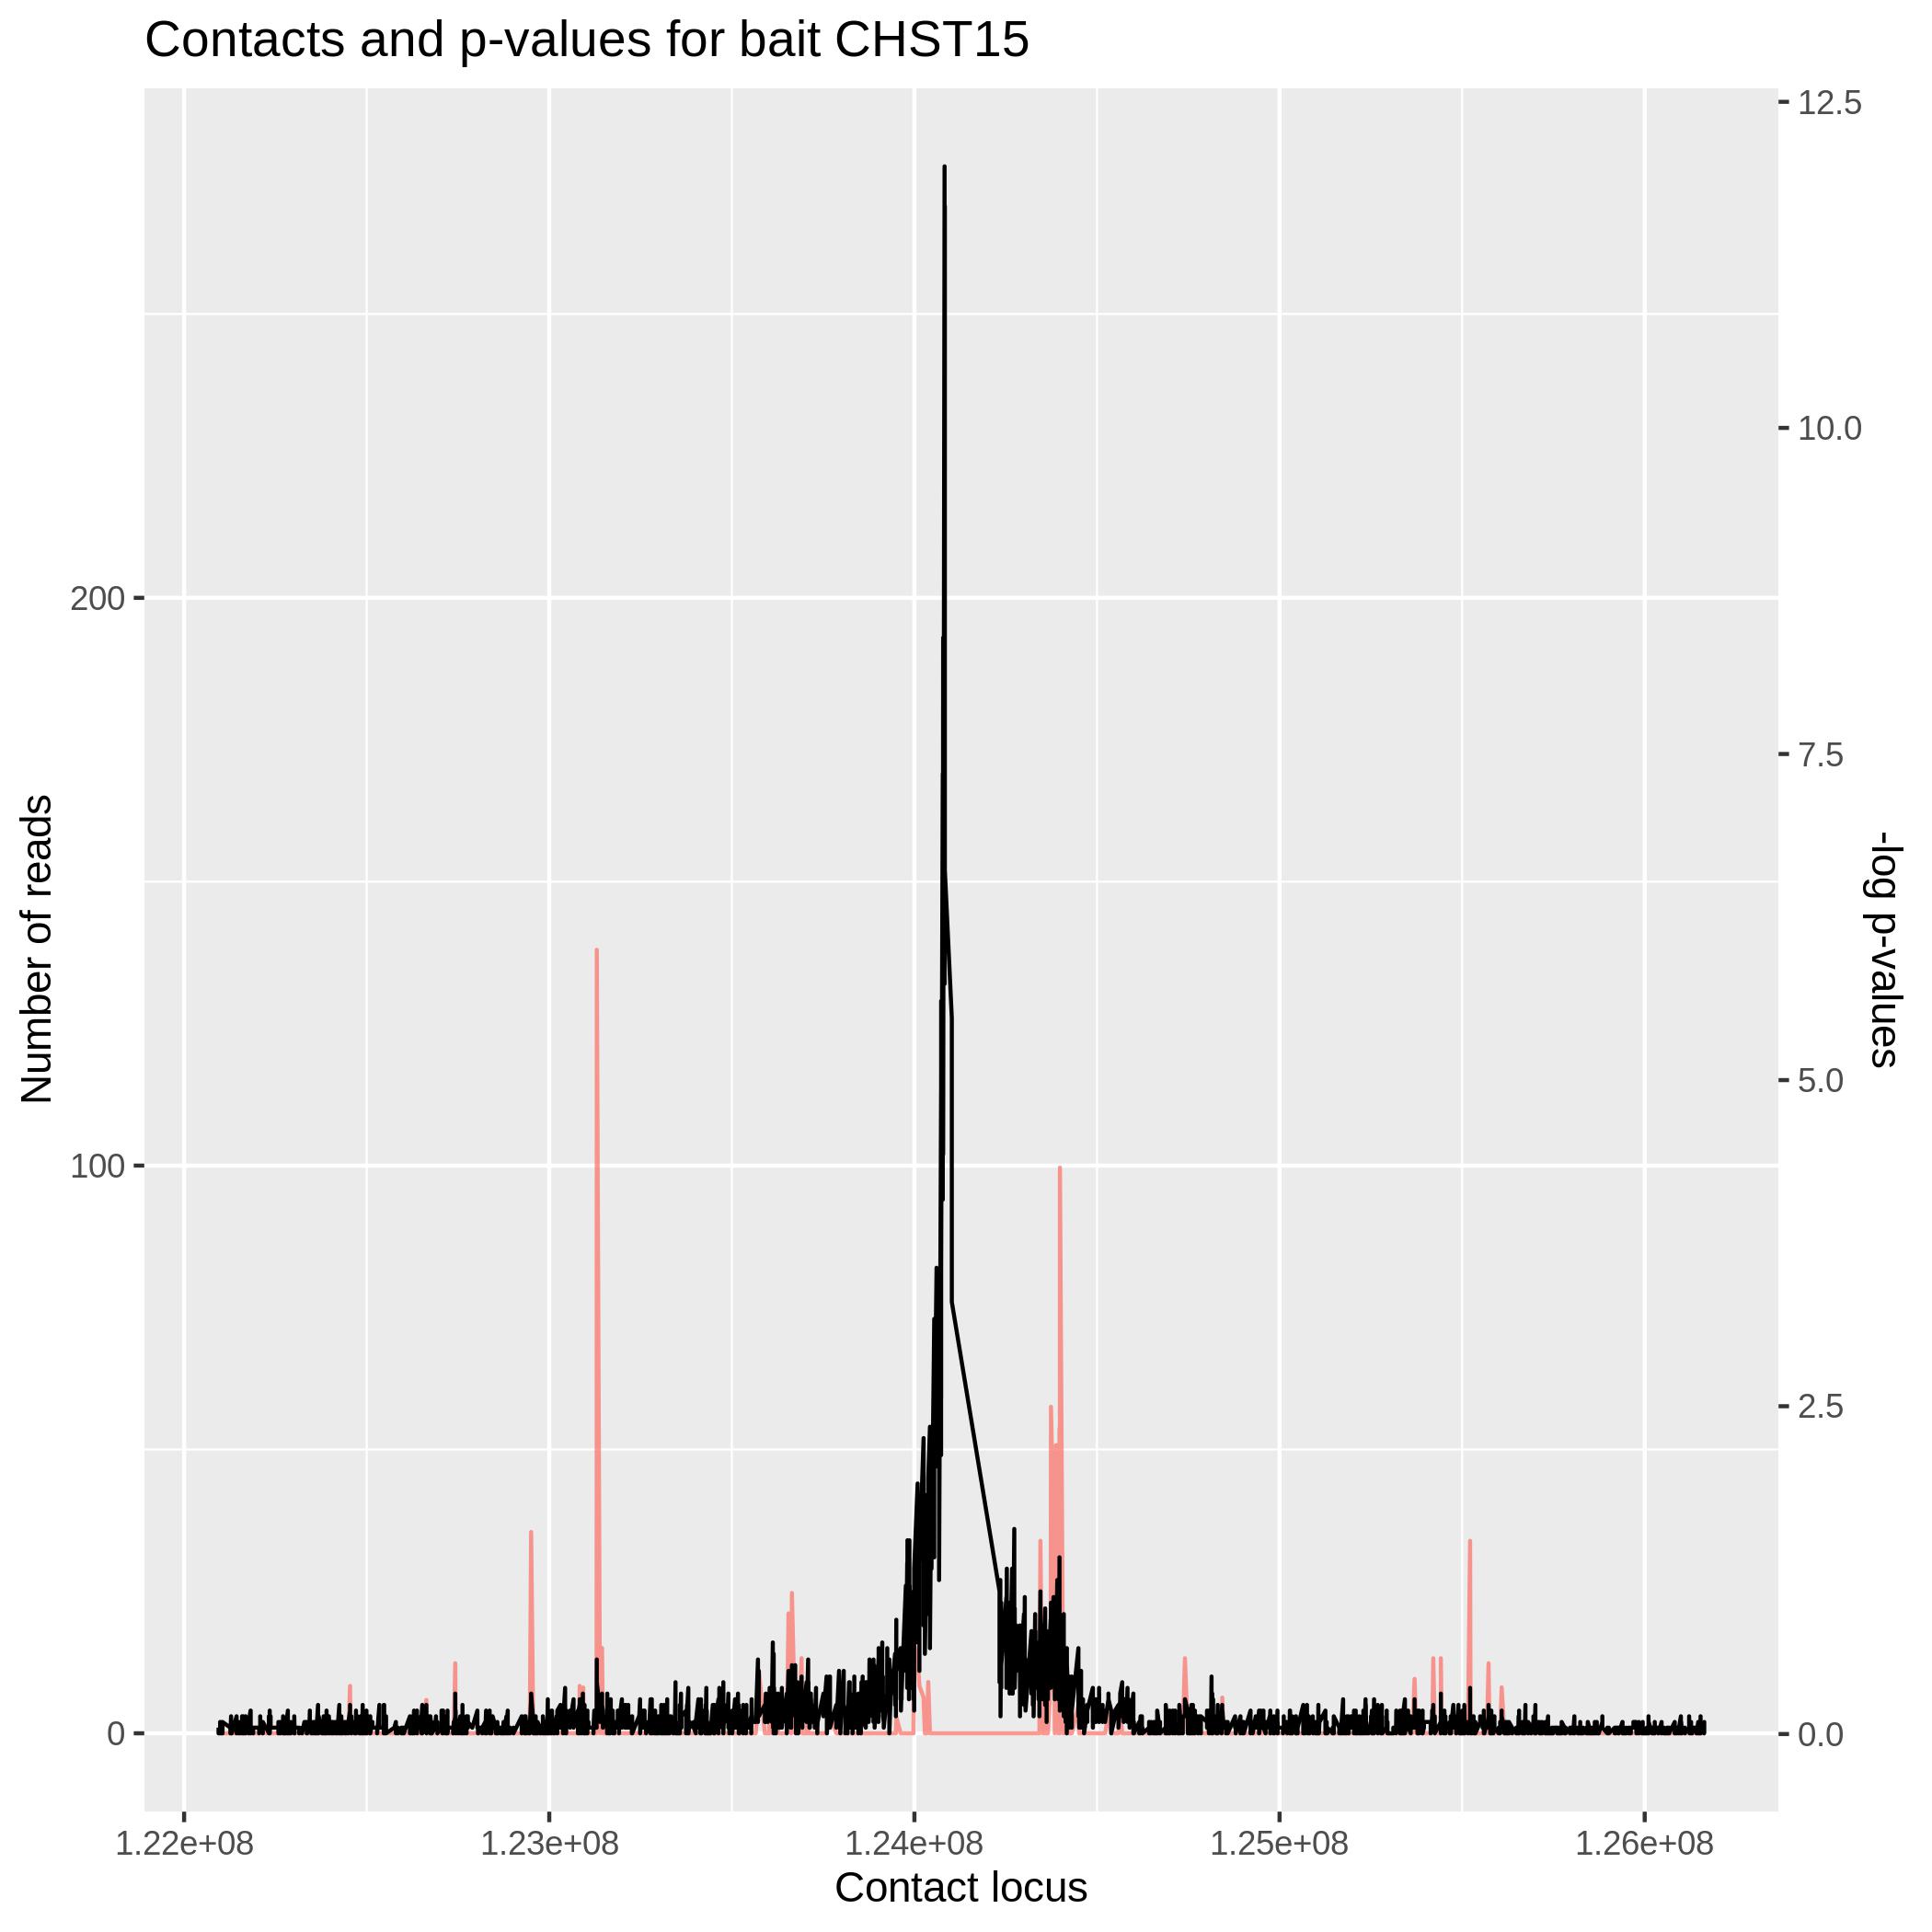 Contacts and p-values for bait CHST15
12.5
10.0
200
7.5
Number of reads
-log p-values
5.0
100
2.5
0
0.0
1.22e+08
1.23e+08
1.24e+08
1.25e+08
1.26e+08
Contact locus